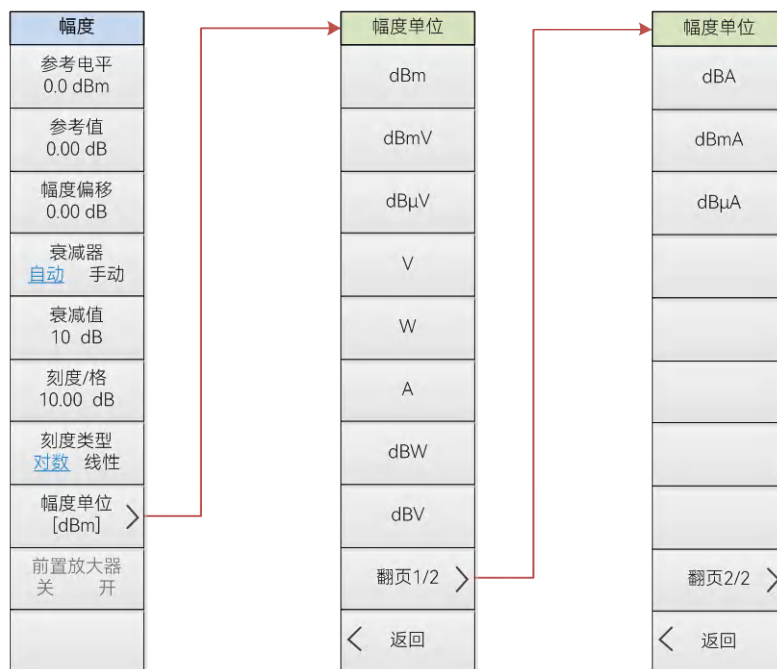 幅度
参考电平
0.0 dBm
参考值
0.00 dB
幅度偏移
0.00 dB
衰减器
自动 手动
衰减值
10 dB
刻度/格
10.00 dB
刻度类型
对数 线性
幅度单位
[dBm]
前置放大器
关 开
幅度单位
dBm
dBmV
dBμV
V
W
A
dBW
dBV
翻页1/2
返回
幅度单位
dBA
dBmA
dBμA
翻页2/2
返回